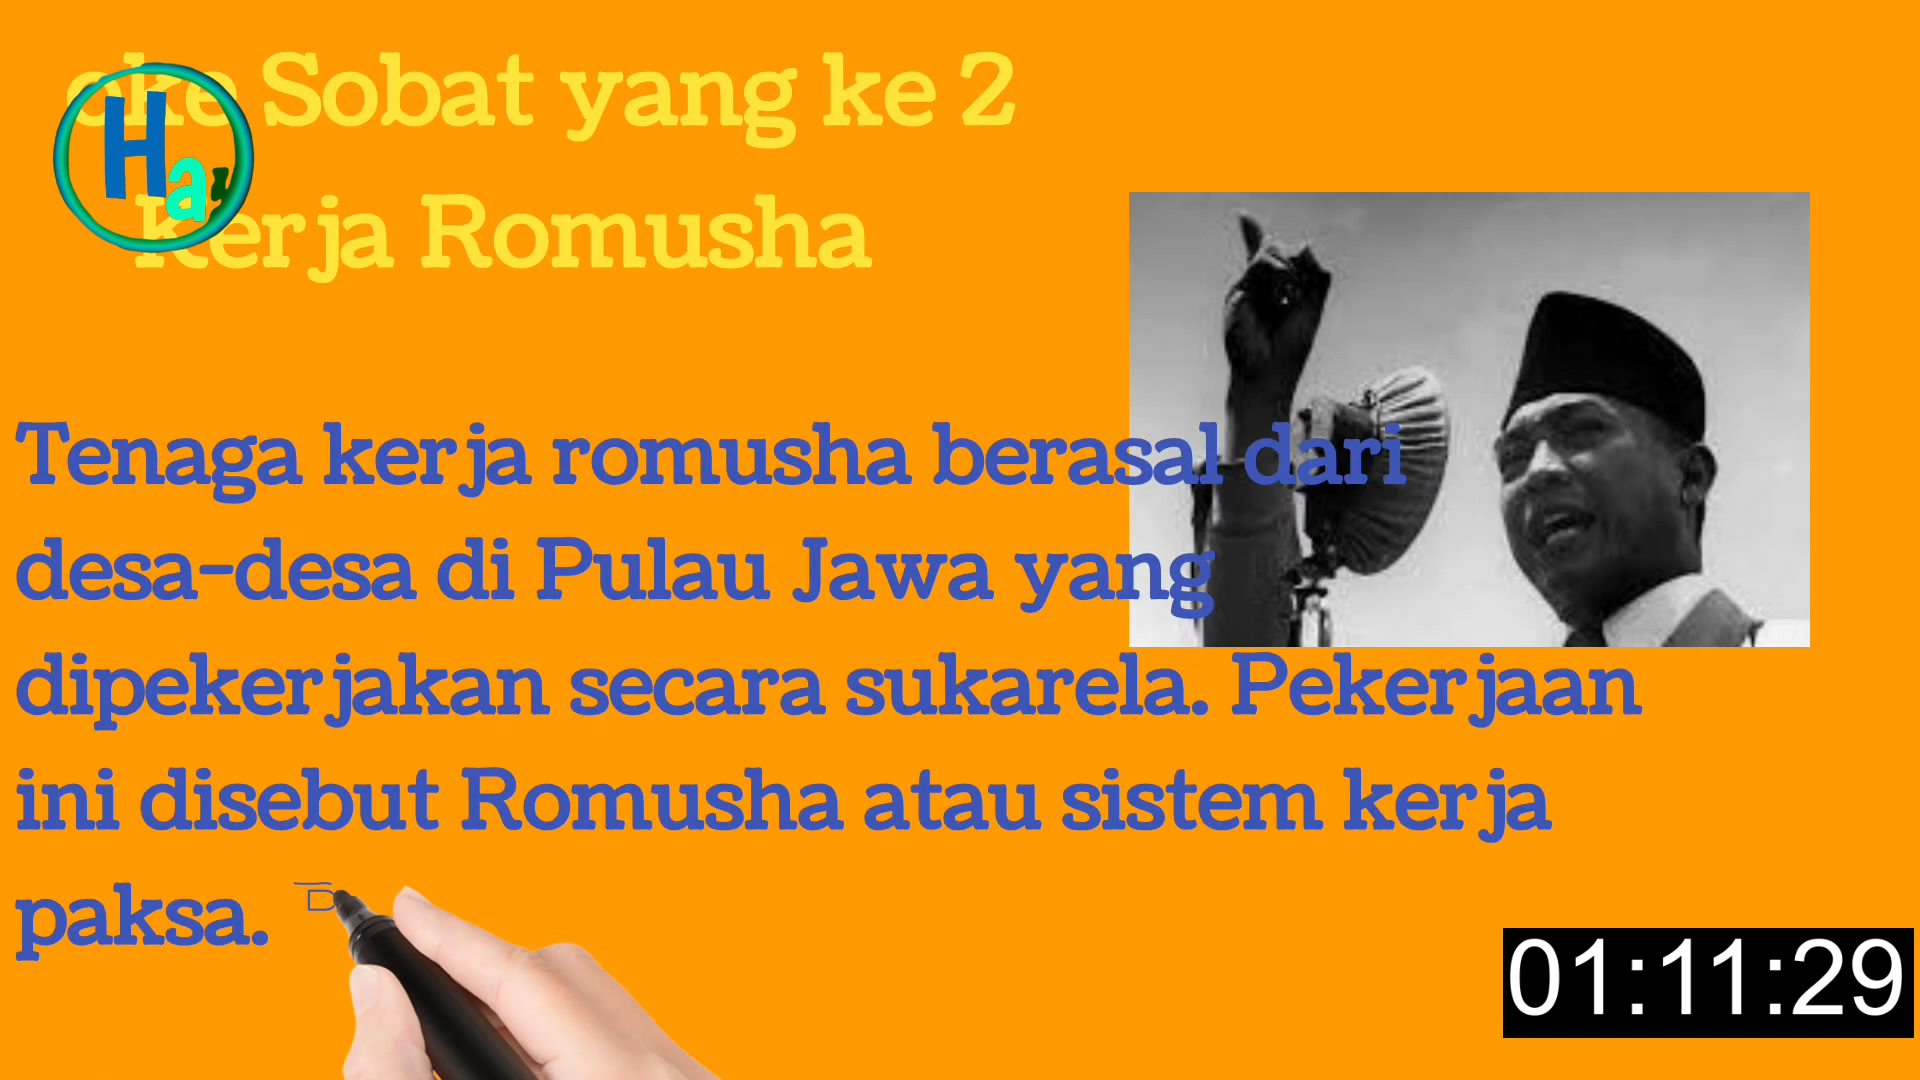 oke Sobat yang ke 2
Kerja Romusha
Ha
Tenaga kerja romusha berasal dari
desa-desa di Pulau Jawa yang
dipekerjakan secara sukarela. Pekerjaan
ini disebut Romusha atau sistem kerja
paksa.
01:11:29